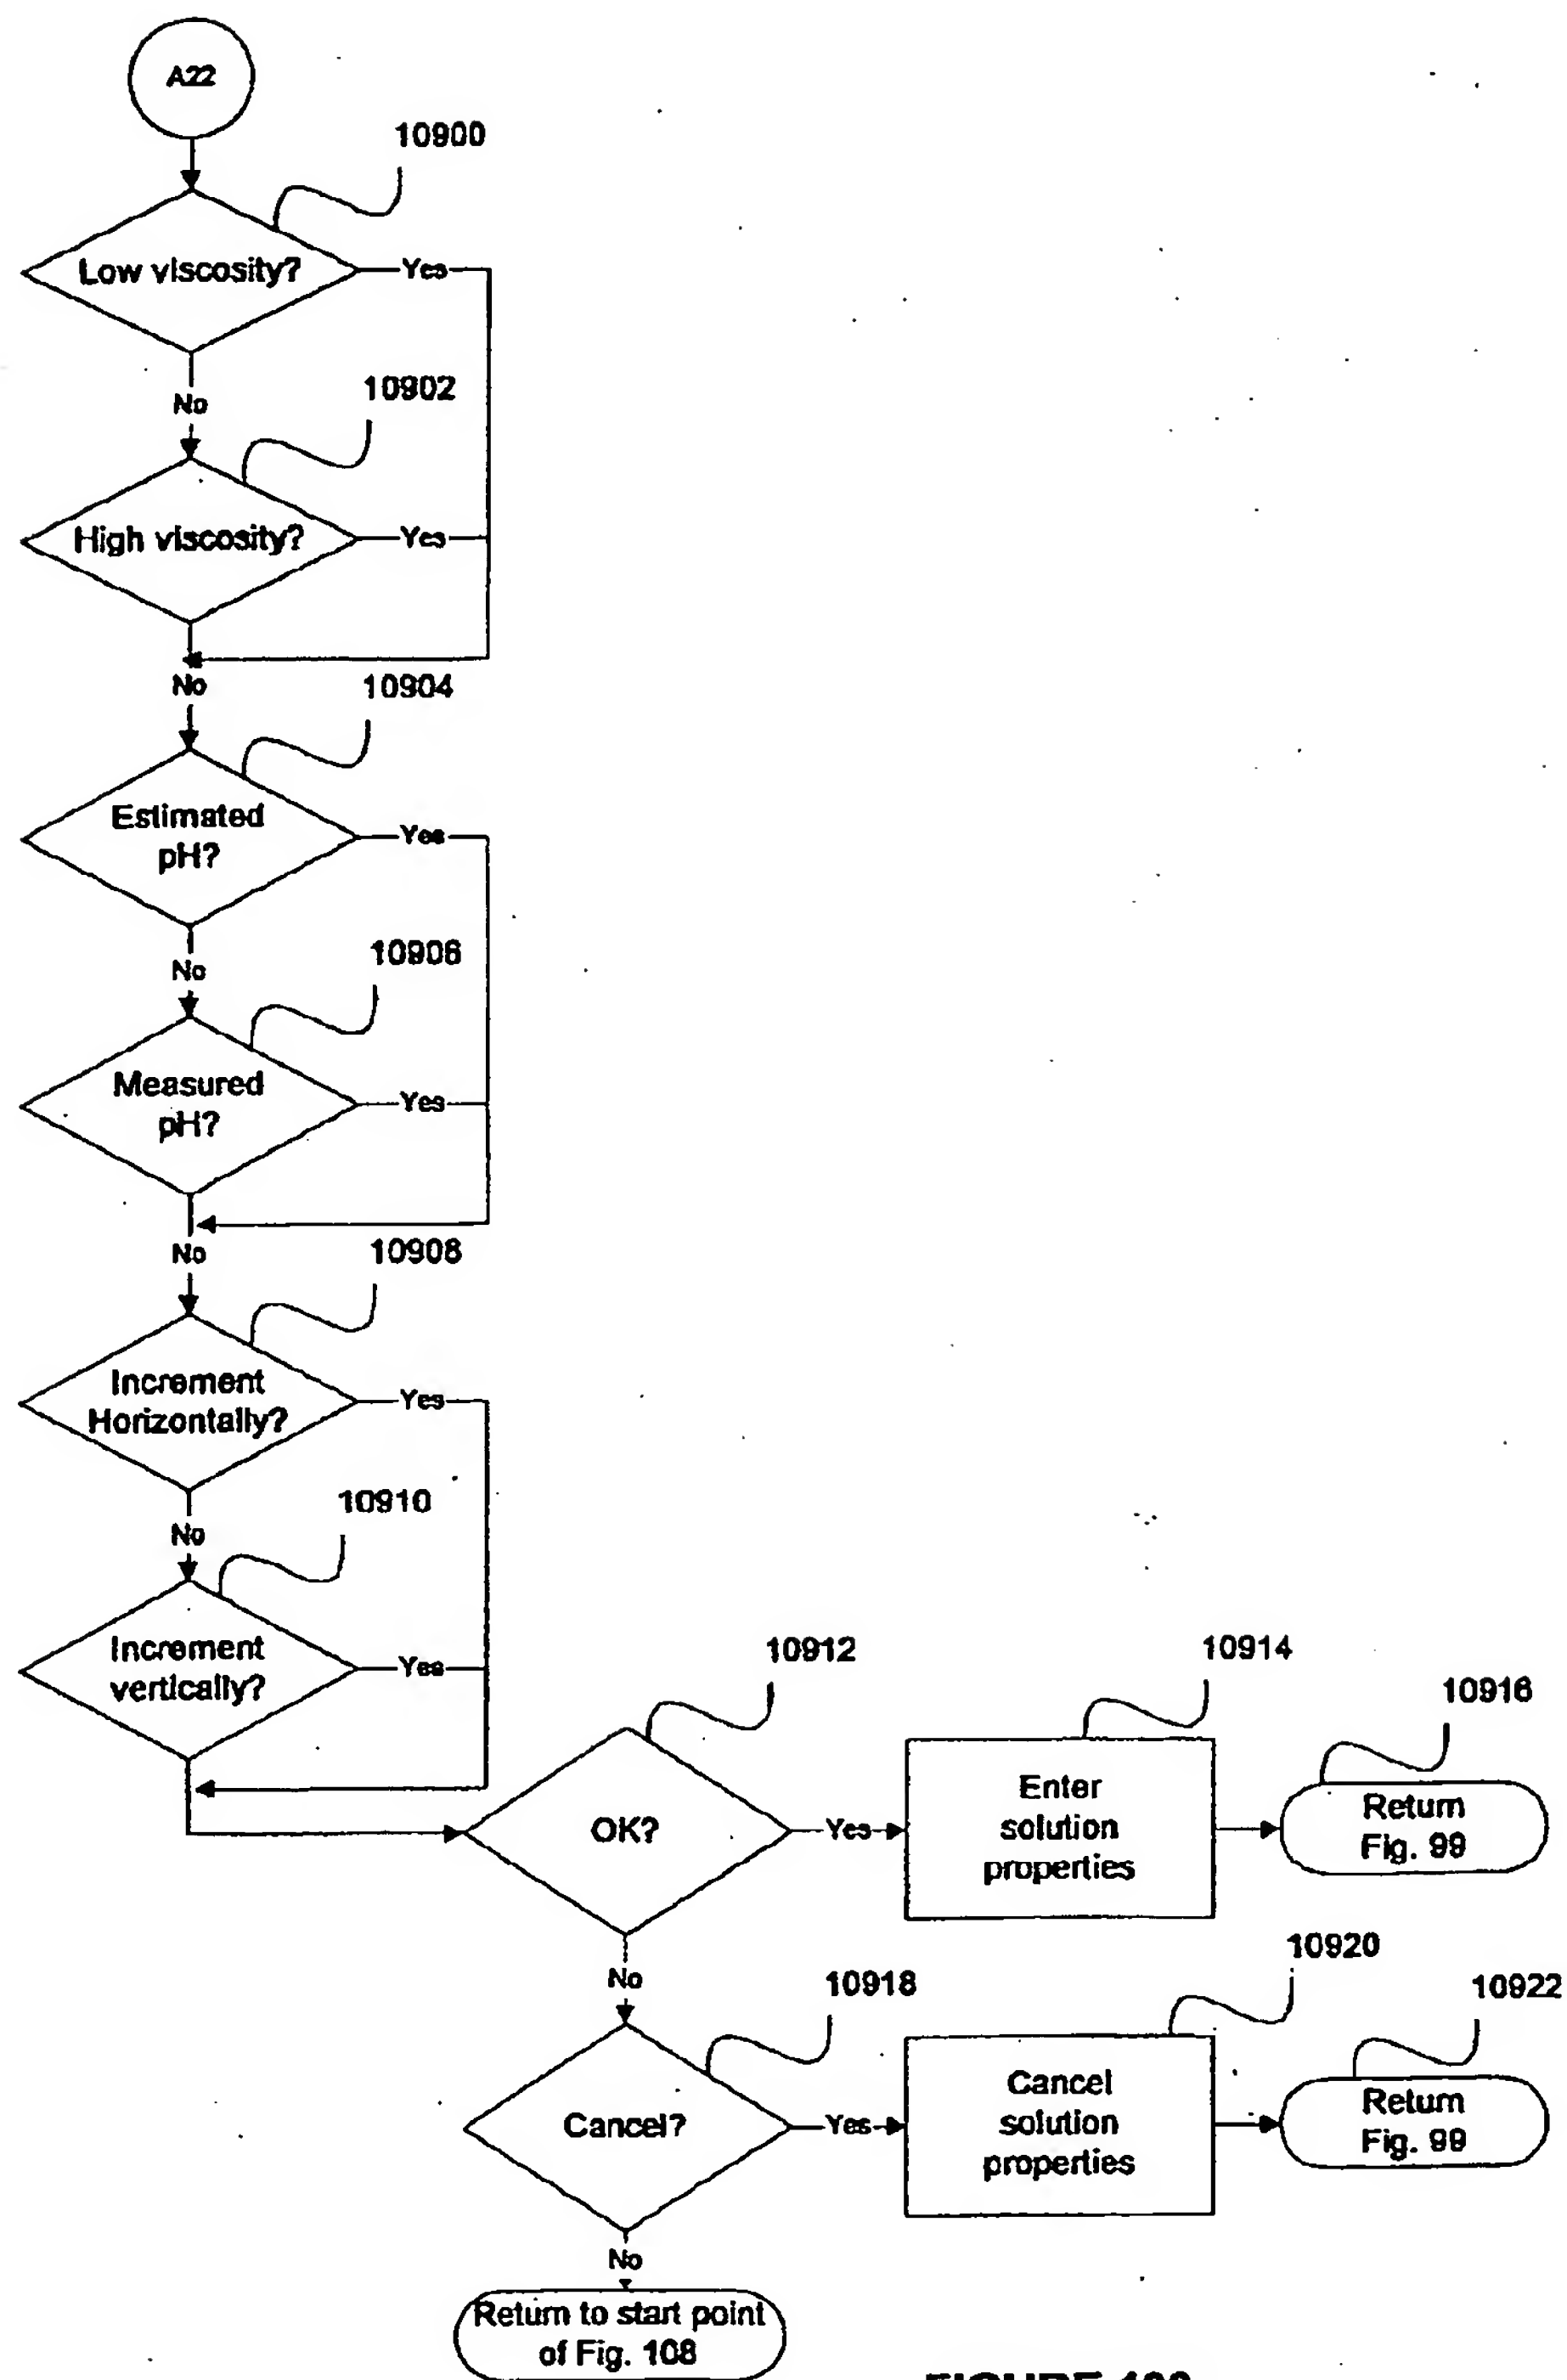 A22
10900
Low viscosity?
Yes
No
10902
High viscosity?
Yes
No
10904
Estimated
pH?
Yes
No
10906
Measured
pH?
Yes
No
10908
Increment
Horizontally?
Yes
No
10910
Increment
vertically?
Yes
10912
OK?
Yes
10914
Enter
solution
properties
10916
Return
Fig. 99
No
10918
Cancel?
Yes
10920
Cancel
solution
properties
10922
Return
Fig. 99
No
Return to start point
of Fig. 108
FIGURE